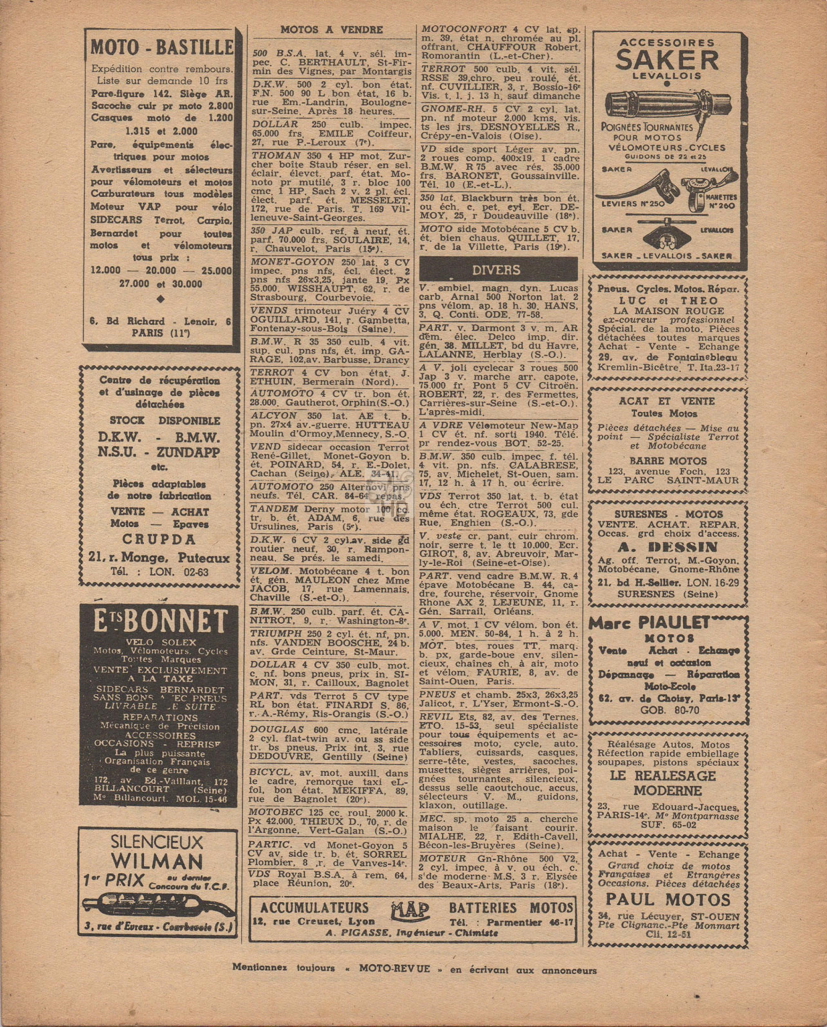 MOTO - BASTILLE
Expédition contre rembours.
Liste sur demande 10 frs
Pare-figure 142. Siège AR.
Sacoche cuir pr moto 2.800
Casques moto de 1.200
1.315 et 2.000
Pare, équipements élec-
triques pour motos
Avertisseurs et sélecteurs
pour vélomoteurs et motos
Carburateurs tous modèles
Moteur VAP pour vélo
SIDECARS Terrot, Carpio,
Bernardet pour toutes
motos et vélomoteurs
tous prix :
12.000 — 20.000 — 25.000
27.000 et 30.000
6, Bd Richard - Lenoir, 6
PARIS (11e)
Centre de récupération
et d'usinage de pièces
détachées
STOCK DISPONIBLE
D.K.W. - B.M.W.
N.S.U. - ZUNDAPP
etc.
Pièces adaptables
de notre fabrication
VENTE — ACHAT
Motos — Epaves
CRUPDA
21, r. Monge, Puteaux
Tél. : LON. 02-63
Ets BONNET
VELO SOLEX
Motos, Vélomoteurs, Cycles
Toutes Marques
VENTE EXCLUSIVEMENT
A LA TAXE
SIDECARS BERNARDET
SANS BONS AVEC PNEUS
LIVRABLE DE SUITE
REPARATIONS
Mécanique de Précision
ACCESSOIRES
OCCASIONS - REPRISE
La plus puissante
Organisation Français
de ce genre
172, av Ed.-Vaillant, 172
BILLANCOURT (Seine)
Mo Billancourt. MOL 15-46
SILENCIEUX
WILMAN
1er PRIX au dernier
Concours du T.C.F.
3, rue d'Evreux - Courbevoie (S.)
MOTOS A VENDRE
500 B.S.A. lat. 4 v. sél. im-
pec. C. BERTHAULT, St-Fir-
min des Vignes, par Montargis
D.K.W. 500 2 cyl. bon état.
F.N. 500 90 L bon état, 16 b.
rue Em.-Landrin, Boulogne-
sur-Seine. Après 18 heures.
DOLLAR 250 culb. impec.
65.000 frs. EMILE Coiffeur,
27, rue P.-Leroux (7e).
THOMAN 350 4 HP mot. Zur-
cher boîte Staub réser. en sel.
éclair, élevct. parf. état. Mo-
noto pr mutilé, 3 r. bloc 100
cmc, 1 HP, Sach 2 v. 2 pl. écl.
élect. parf. ét. MESSELET,
172, rue de Paris. T. 169 Vil-
leneuve-Saint-Georges.
350 JAP culb. ref. à neuf, ét.
parf. 70.000 frs. SOULAIRE, 14,
r. Chauvelot, Paris (15e).
MONET-GOYON 250 lat. 3 CV
impec. pns nfs, écl. élect. 2
pns nfs 26x3,25, jante 19. Px
55.000. WISSHAUPT, 62, r. de
Strasbourg, Courbevoie.
VENDS trimoteur Juéry 4 CV
OGUILLARD, 141, r. Gambetta,
Fontenay-sous-Bois (Seine).
B.M.W. R 35 350 culb. 4 vit.
sup. cul. pns nfs, ét. imp. GA-
RAGE, 102,av. Barbusse, Drancy
TERROT 4 CV bon état. J.
ETHUIN, Bermerain (Nord).
AUTOMOTO 4 CV tr. bon ét.
28.000, Gautherot, Orphin(S.-O.)
ALCYON 350 lat. AE t. b.
pn. 27x4 av.-guerre. HUTTEAU
Moulin d'Ormoy,Mennecy, S.-O.
VEND sidecar occasion Terrot
René-Gillet, Monet-Goyon b.
ét. POINARD, 54, r. E.-Dolet,
Cachan (Seine). ALE.
AUTOMOTO 250 Alternovi pns
neufs. Tél. CAR.
TANDEM Derny motor
tr. b. ét. ADAM, 6, rue des
Ursulines, Paris (5e).
D.K.W. 6 CV 2 cyl.av. side gd
routier neuf, 30, r. Rampon-
neau. Se prés. le samedi.
VELOM. Motobécane 4 t. bon
ét. gén. MAULEON chez Mme
JACOB, 17, rue Lamennais,
Chaville (S.-et-O.).
B.M.W. 250 culb. parf. ét. CA-
NITROT, 9, r. Washington-8e.
TRIUMPH 250 2 cyl. ét. nf, pn.
nfs. VANDEN BOOSCHE, 24 b.
av. Grde Ceinture, St-Maur.
DOLLAR 4 CV 350 culb. mot.
c. nf. bons pneus, prix in. SI-
MON, 31, r. Cailloux, Bagnolet
PART. vds Terrot 5 CV type
RL bon état. FINARDI S. 86,
r. A.-Rémy, Ris-Orangis (S.-O.)
DOUGLAS 600 cmc. latérale
2 cyl. flat-twin av. ou ss side
tr. bs pneus. Prix int. 3, rue
DEDOUVRE, Gentilly (Seine)
BICYCL. av. mot. auxill. dans
le cadre, remorque taxi eL-
fol, bon état. MEKIFFA, 89,
rue de Bagnolet (20e).
MOTOBEC 125 cc. roul. 2000 k.
Px 42.000. THIEUX D., 70, r. de
l'Argonne, Vert-Galan (S.-O.)
PARTIC. vd Monet-Goyon 5
CV av, side tr. b. ét. SORREL
Plombier, 8 ,r. de Vanves-14e.
VDS Royal B.S.A. à rem, 64,
place Réunion, 20e.
MOTOCONFORT 4 CV lat. sp.
m. 39, état n. chromée au pl.
offrant. CHAUFFOUR Robert,
Romorantin (L.-et-Cher).
TERROT 500 culb. 4 vit. sél.
RSSE 39,chro. peu roulé, ét.
nf. CUVILLIER, 3, r. Bossio-16e
Vis. t. l. j. 13 h. sauf dimanche
GNOME-RH. 5 CV 2 cyl. lat.
pn. nf moteur 2.000 kms, vis.
ts les jrs. DESNOYELLES R.,
Crépy-en-Valois (Oise).
VD side sport Léger av. pn.
2 roues comp. 400x19, 1 cadre
B.M.W. R 75 avec rés. 35.000
frs. BARONET, Goussainville.
Tél. 10 (E.-et-L.).
350 lat. Blackburn très bon ét.
ou éch. c. pet. cyl. Ecr. DE-
MOY, 25, r Doudeauville (18e).
MOTO side Motobécane 5 CV b.
ét, bien chaus. QUILLET, 17,
r. de la Villette, Paris (19e).
DIVERS
V. embiel. magn. dyn. Lucas
carb. Arnal 500 Norton lat. 2
pns vélom. ap. 18 h. 30, HANS,
3, Q. Conti. ODE. 77-58.
PART. v. Darmont 3 v. m. AR
dém. élec. Delco imp. dir.
gén. 38. MILLET, bd du Havre,
LALANNE, Herblay (S.-O.).
A V. joli cyclecar 3 roues 500
Jap 3 v. marche arr. capote,
75.000 fr. Pont 5 CV Citroën.
ROBERT, 22, r. des Fermettes,
Carrières-sur-Seine (S.-et-O.).
L'après-midi.
A VDRE Vélomoteur New-Map
1 CV ét. nf. sorti 1940. Télé.
pr rendez-vous BOT. 52-25.
B.M.W. 350 culb. impec. f. tél.
4 vit. pn. nfs. CALABRESE,
75, av. Michelet, St-Ouen, sam.
17, 12 h. à 17 h. ou écrire.
VDS Terrot 350 lat. t. b. état
ou éch. ctre Terrot 500 cul.
même état. ROGEAUX, 73, gde
Rue, Enghien (S.-O.).
V. veste cr. pant. cuir chrom.
noir, serre t, le tt 10.000. Ecr.
GIROT, 8, av. Abreuvoir, Mar-
ly-le-Roi (Seine-et-Oise).
PART. vend cadre B.M.W. R.4
épave Motobécane B. 44, ca-
dre, fourche, réservoir, Gnome
Rhone AX 2, LEJEUNE, 11, r.
Gén. Sarrail, Orléans.
A V. mot. 1 CV vélom. bon ét.
5.000. MEN. 50-84, 1 h. à 2 h.
MOT. btes, roues TT. marq.
b. px, garde-boue env. silen-
cieux, chaînes ch. à air, moto
et vélom. FAURIE, 8, av. de
Saint-Ouen, Paris.
PNEUS et chamb. 25x3, 26x3,25
Jalicot, r. L'Yser, Ermont-S.-O.
REVIL Ets, 82, av. des Ternes.
ETO. 15-53, seul spécialiste
pour tous équipements et ac-
cessoires moto, cycle, auto,
Tabliers, cuissards, casques,
serre-tête, vestes, sacoches,
musettes, sièges arrières, poi-
gnées tournantes, silencieux,
dessus selle caoutchouc, accus,
sélecteurs V. M., guidons,
klaxon, outillage.
MEC. sp. moto 25 a. cherche
maison le faisant courir.
MIALHE, 22, r. Edith-Cavell,
Bécon-les-Bruyères (Seine).
MOTEUR Gn-Rhône 500 V2,
2 cyl. impec. à v. ou éch. c.
s'de moderne M.S. 3 r. Elysée
des Beaux-Arts, Paris (18e).
ACCUMULATEURS MAP BATTERIES MOTOS
12, rue Creuzet, Lyon Tél. : Parmentier 46-17
A. PIGASSE, Ingénieur - Chimiste
ACCESSOIRES
SAKER
LEVALLOIS
POIGNÉES TOURNANTES
POUR MOTOS
VÉLOMOTEURS.CYCLES
GUIDONS DE 22 et 25
SAKER LEVALLOIS
LEVIERS N°250 MANETTES N°260
SAKER LEVALLOIS
SAKER _ LEVALLOIS _ SAKER _
Pneus. Cycles. Motos. Répar.
LUC et THEO
LA MAISON ROUGE
ex-coureur professionnel
Spécial. de la moto, Pièces
détachées toutes marques
Achat - Vente - Echange
29, av. de Fontainebleau
Kremlin-Bicêtre. T. Ita.23-17
ACAT ET VENTE
Toutes Motos
Pièces détachées — Mise au
point — Spécialiste Terrot
et Motobécane
BARRE MOTOS
123, avenue Foch, 123
LE PARC SAINT-MAUR
SURESNES - MOTOS
VENTE. ACHAT. REPAR.
Occas. grd choix d'access.
A. DESSIN
Ag. off. Terrot, M.-Goyon.
Motobécane, Gnome-Rhône
21, bd H.-Sellier. LON. 16-29
SURESNES (Seine)
Marc PIAULET
MOTOS
Vente - Achat - Echange
neuf et occasion
Dépannage — Réparation
Moto-Ecole
62, av. de Choisy, Paris-13e
GOB. 80-70
Réalésage Autos, Motos
Réfection rapide embiellage
soupapes, pistons spéciaux
LE REALESAGE
MODERNE
23, rue Edouard-Jacques,
PARIS-14e. Mo Montparnasse
SUF. 65-02
Achat - Vente - Echange
Grand choix de motos
Françaises et Etrangères
Occasions. Pièces détachées
PAUL MOTOS
34, rue Lécuyer, ST-OUEN
Pte Clignanc.-Pte Monmart
Cli. 12-51
Mentionnez toujours « MOTO-REVUE » en écrivant aux annonceurs